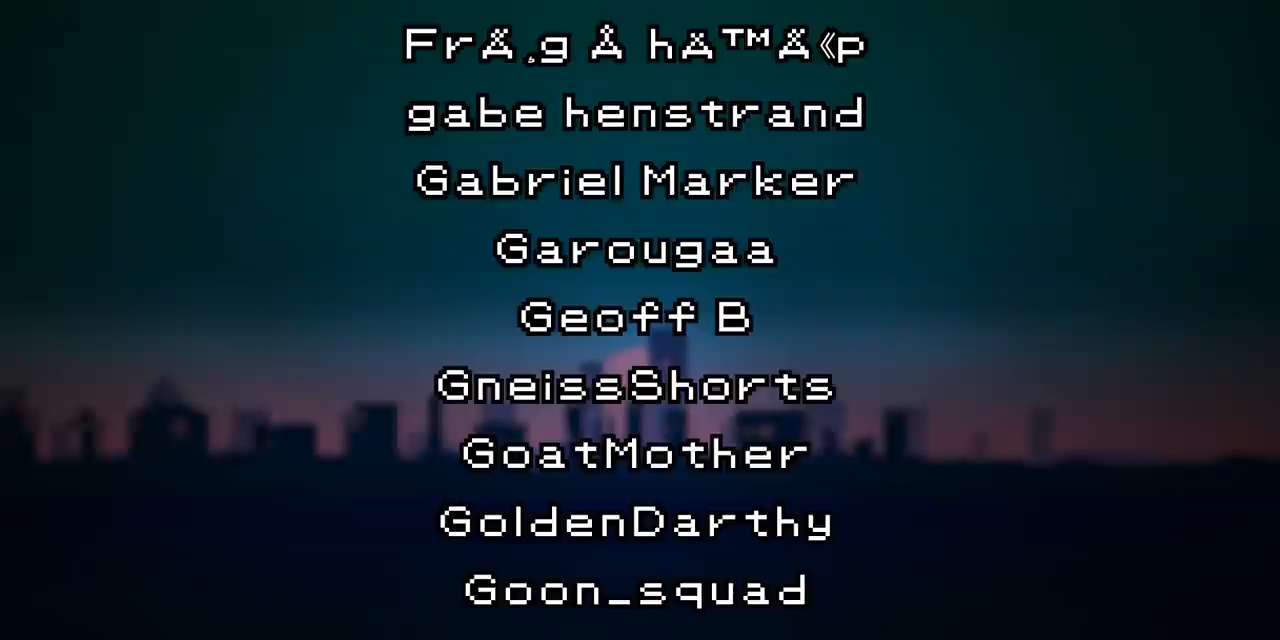 FrÄ¸g Å hÄ™Ä«p
gabe henstrand
Gabriel Marker
Garougaa
Geoff B
GneissShorts
GoatMother
GoldenDarthy
Goon_squad